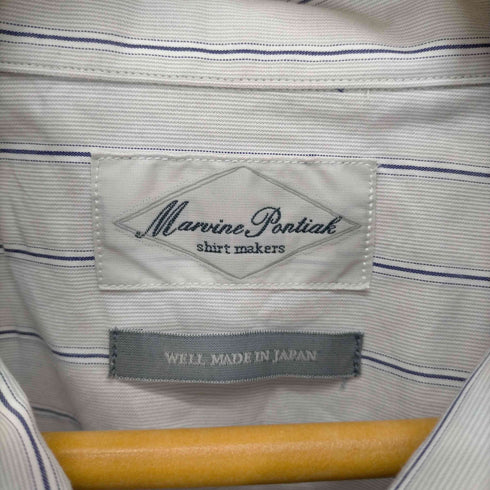 Marvine Pontiak
shirt makers
WELL MADE IN JAPAN